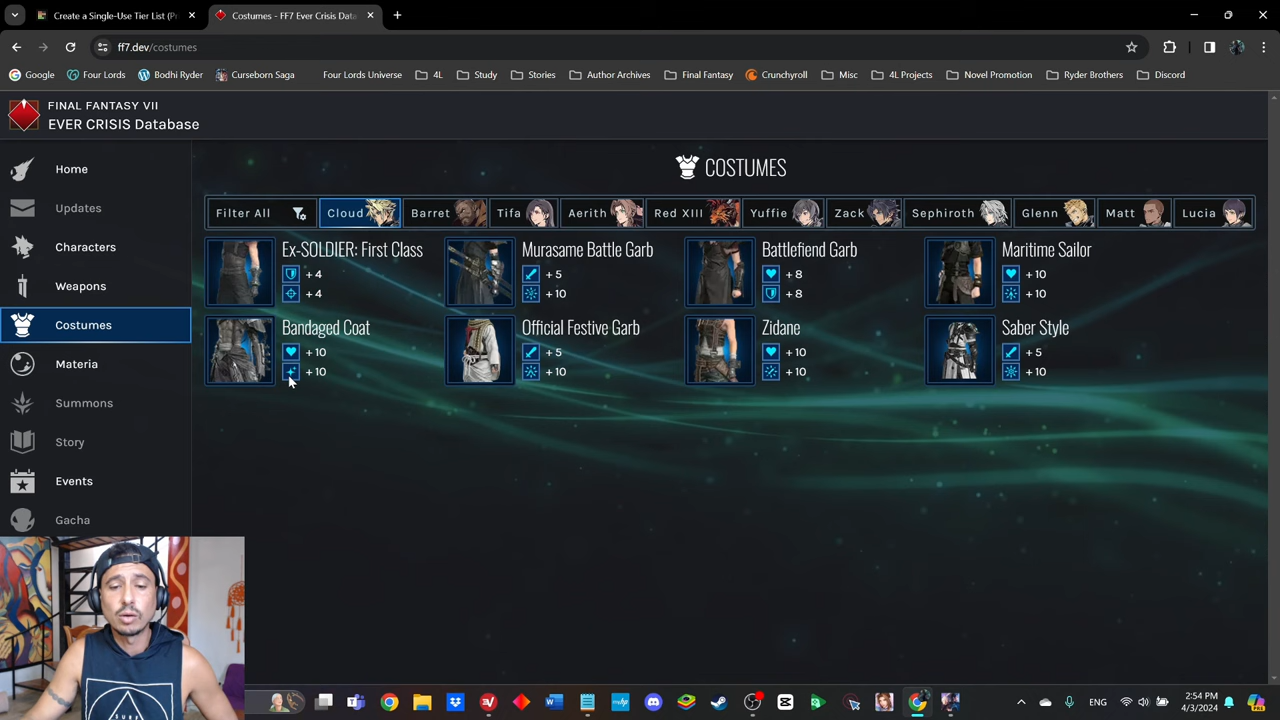 Create a Single-Use Tier List (Pr
Costumes - FF7 Ever Crisis Data
ff7.dev/costumes
Google
Four Lords
Bodhi Ryder
Curseborn Saga
Four Lords Universe
4L
Study
Stories
Author Archives
Final Fantasy
Crunchyroll
Misc
4L Projects
Novel Promotion
Ryder Brothers
Discord
FINAL FANTASY VII
EVER CRISIS Database
Home
Updates
Characters
Weapons
Costumes
Materia
Summons
Story
Events
Gacha
COSTUMES
Filter All
Cloud
Barret
Tifa
Aerith
Red XIII
Yuffie
Zack
Sephiroth
Glenn
Matt
Lucia
Ex-SOLDIER: First Class
+ 4
+ 4
Murasame Battle Garb
+ 5
+ 10
Battlefiend Garb
+ 8
+ 8
Maritime Sailor
+ 10
+ 10
Bandaged Coat
+ 10
+ 10
Official Festive Garb
+ 5
+ 10
Zidane
+ 10
+ 10
Saber Style
+ 5
+ 10
ENG
2:54 PM
4/3/2024